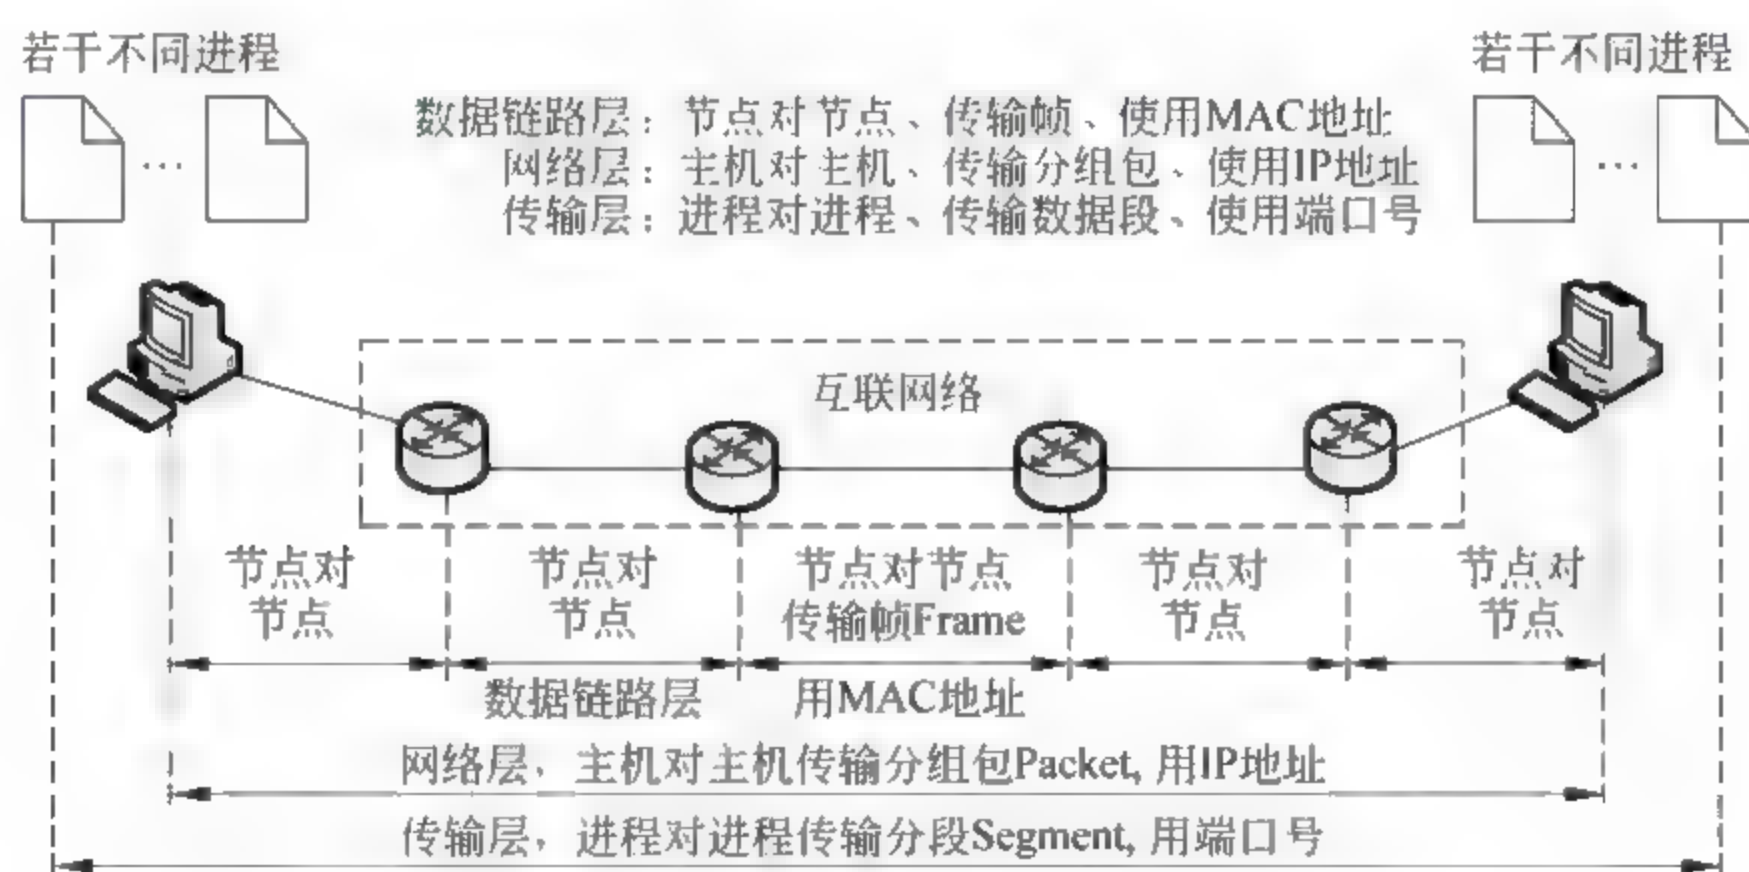 若干不同进程
若干不同进程
数据链路层：节点对节点、传输帧、使用MAC地址
网络层：主机对主机、传输分组包、使用IP地址
传输层：进程对进程、传输数据段、使用端口号
…
…
互联网络
节点对
节点
节点对
节点
节点对节点
传输帧Frame
节点对
节点
节点对
节点
数据链路层 用MAC地址
网络层，主机对主机传输分组包Packet, 用IP地址
传输层，进程对进程传输分段Segment, 用端口号